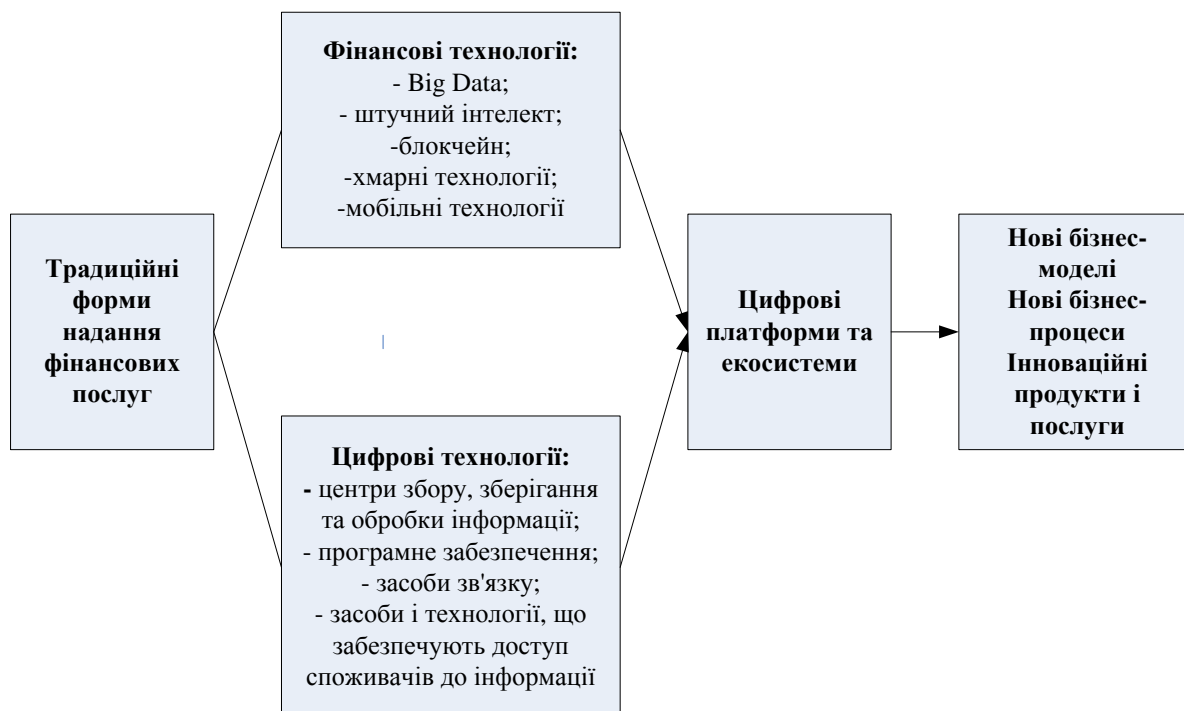 Традиційні
форми
надання
фінансових
послуг
Фінансові технології:
- Big Data;
- штучний інтелект;
-блокчейн;
-хмарні технології;
-мобільні технології
Цифрові технології:
- центри збору, зберігання
та обробки інформації;
- програмне забезпечення;
- засоби зв'язку;
- засоби і технології, що
забезпечують доступ
споживачів до інформації
Цифрові
платформи та
екосистеми
Нові бізнес-
моделі
Нові бізнес-
процеси
Інноваційні
продукти і
послуги